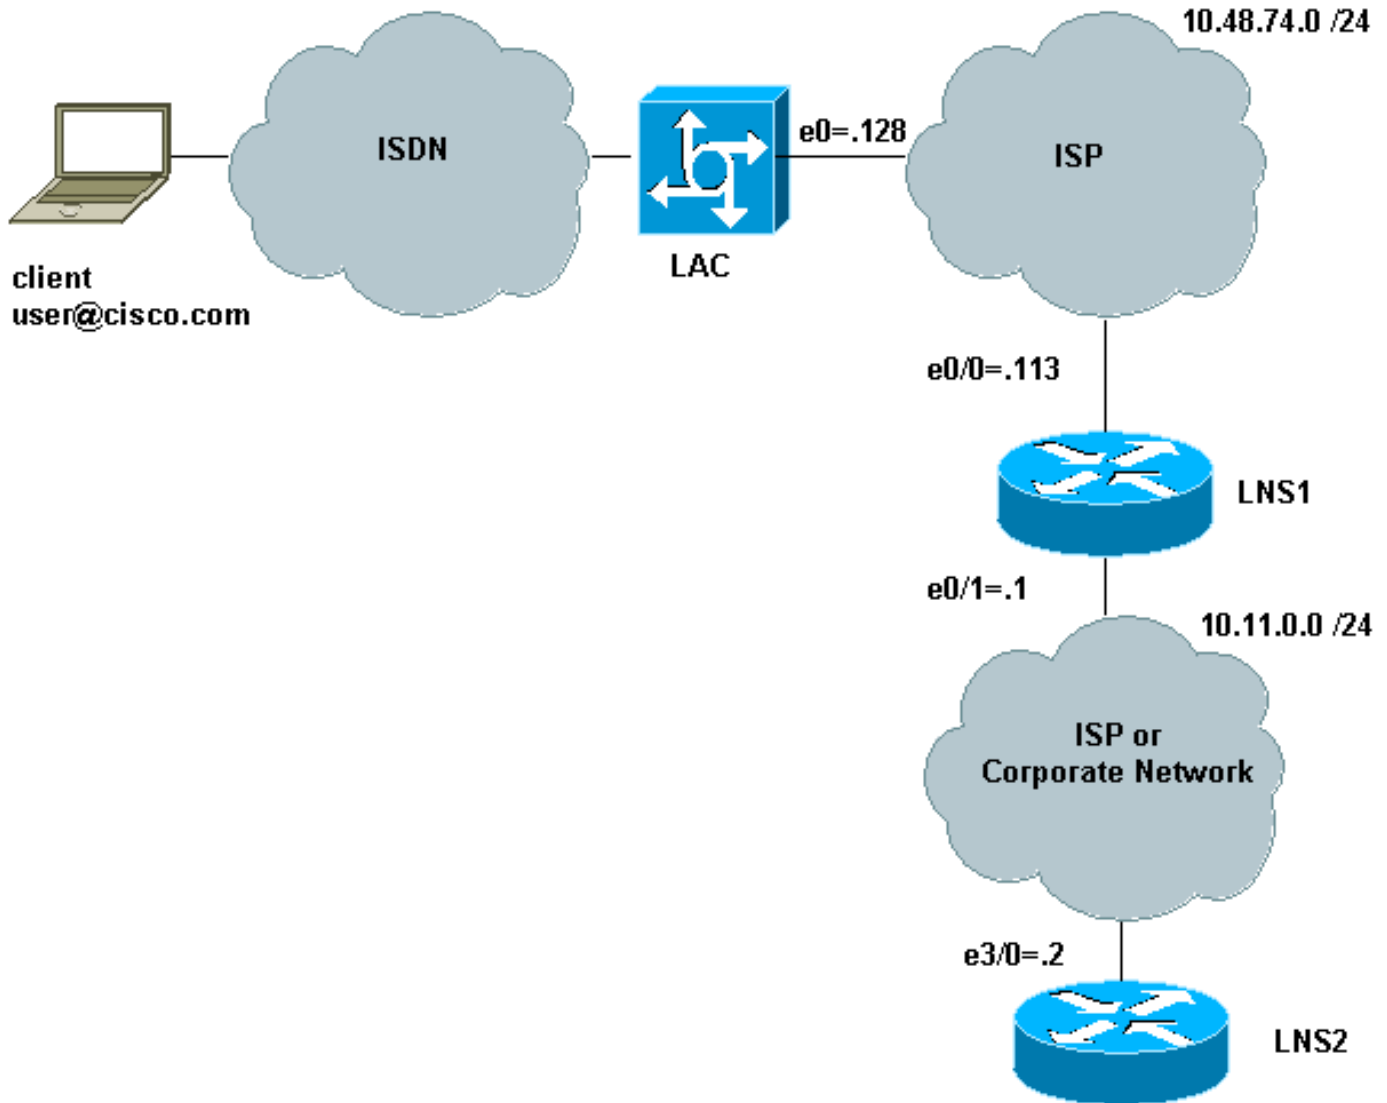 10.48.74.0 /24
ISDN
e0=.128
ISP
LAC
client
user@cisco.com
e0/0=.113
LNS1
e0/1=.1
10.11.0.0 /24
ISP or
Corporate Network
e3/0=.2
LNS2